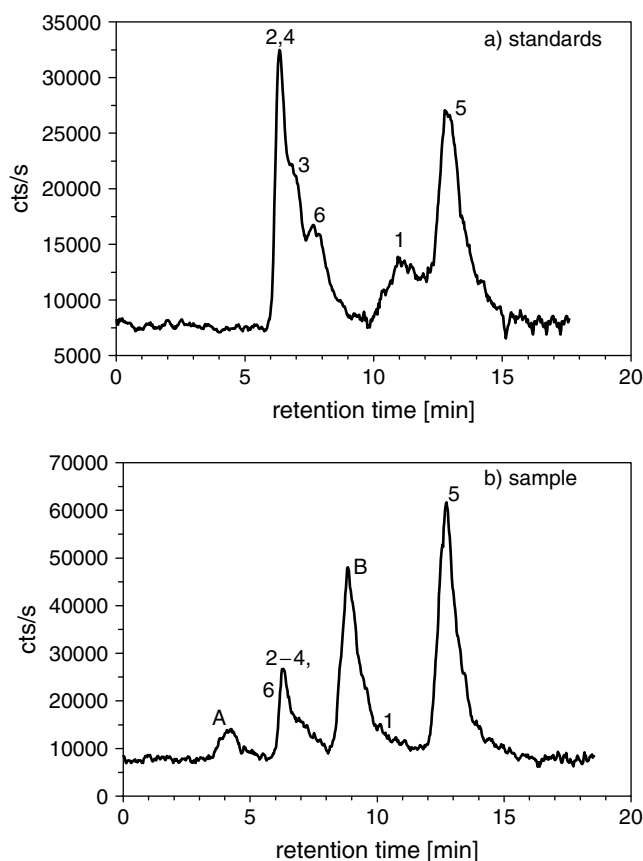 a) standards
2,4
3
6
1
5
35000
30000
25000
20000
15000
10000
5000
cts/s
0 5 10 15 20
retention time [min]
b) sample
5
B
2–4,
6
A
1
70000
60000
50000
40000
30000
20000
10000
0
cts/s
0 5 10 15 20
retention time [min]